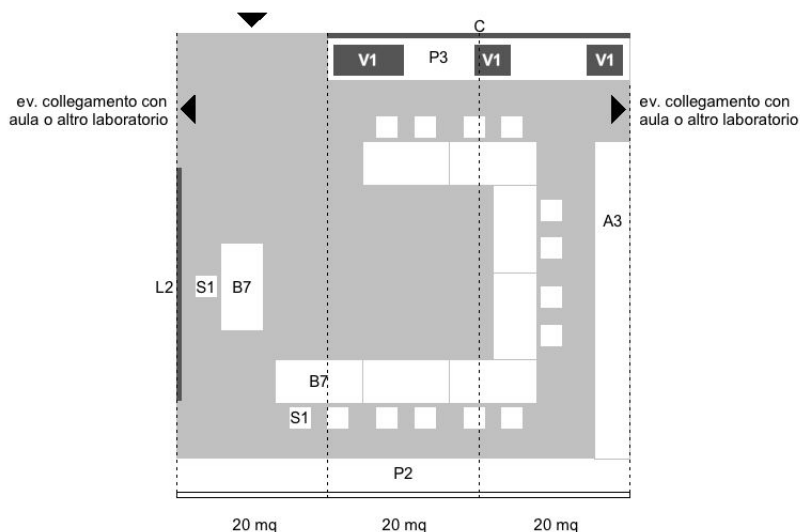 C
V1
P3
V1
V1
ev. collegamento con
aula o altro laboratorio
ev. collegamento con
aula o altro laboratorio
A3
L2
S1
B7
B7
S1
P2
20 mq
20 mq
20 mq